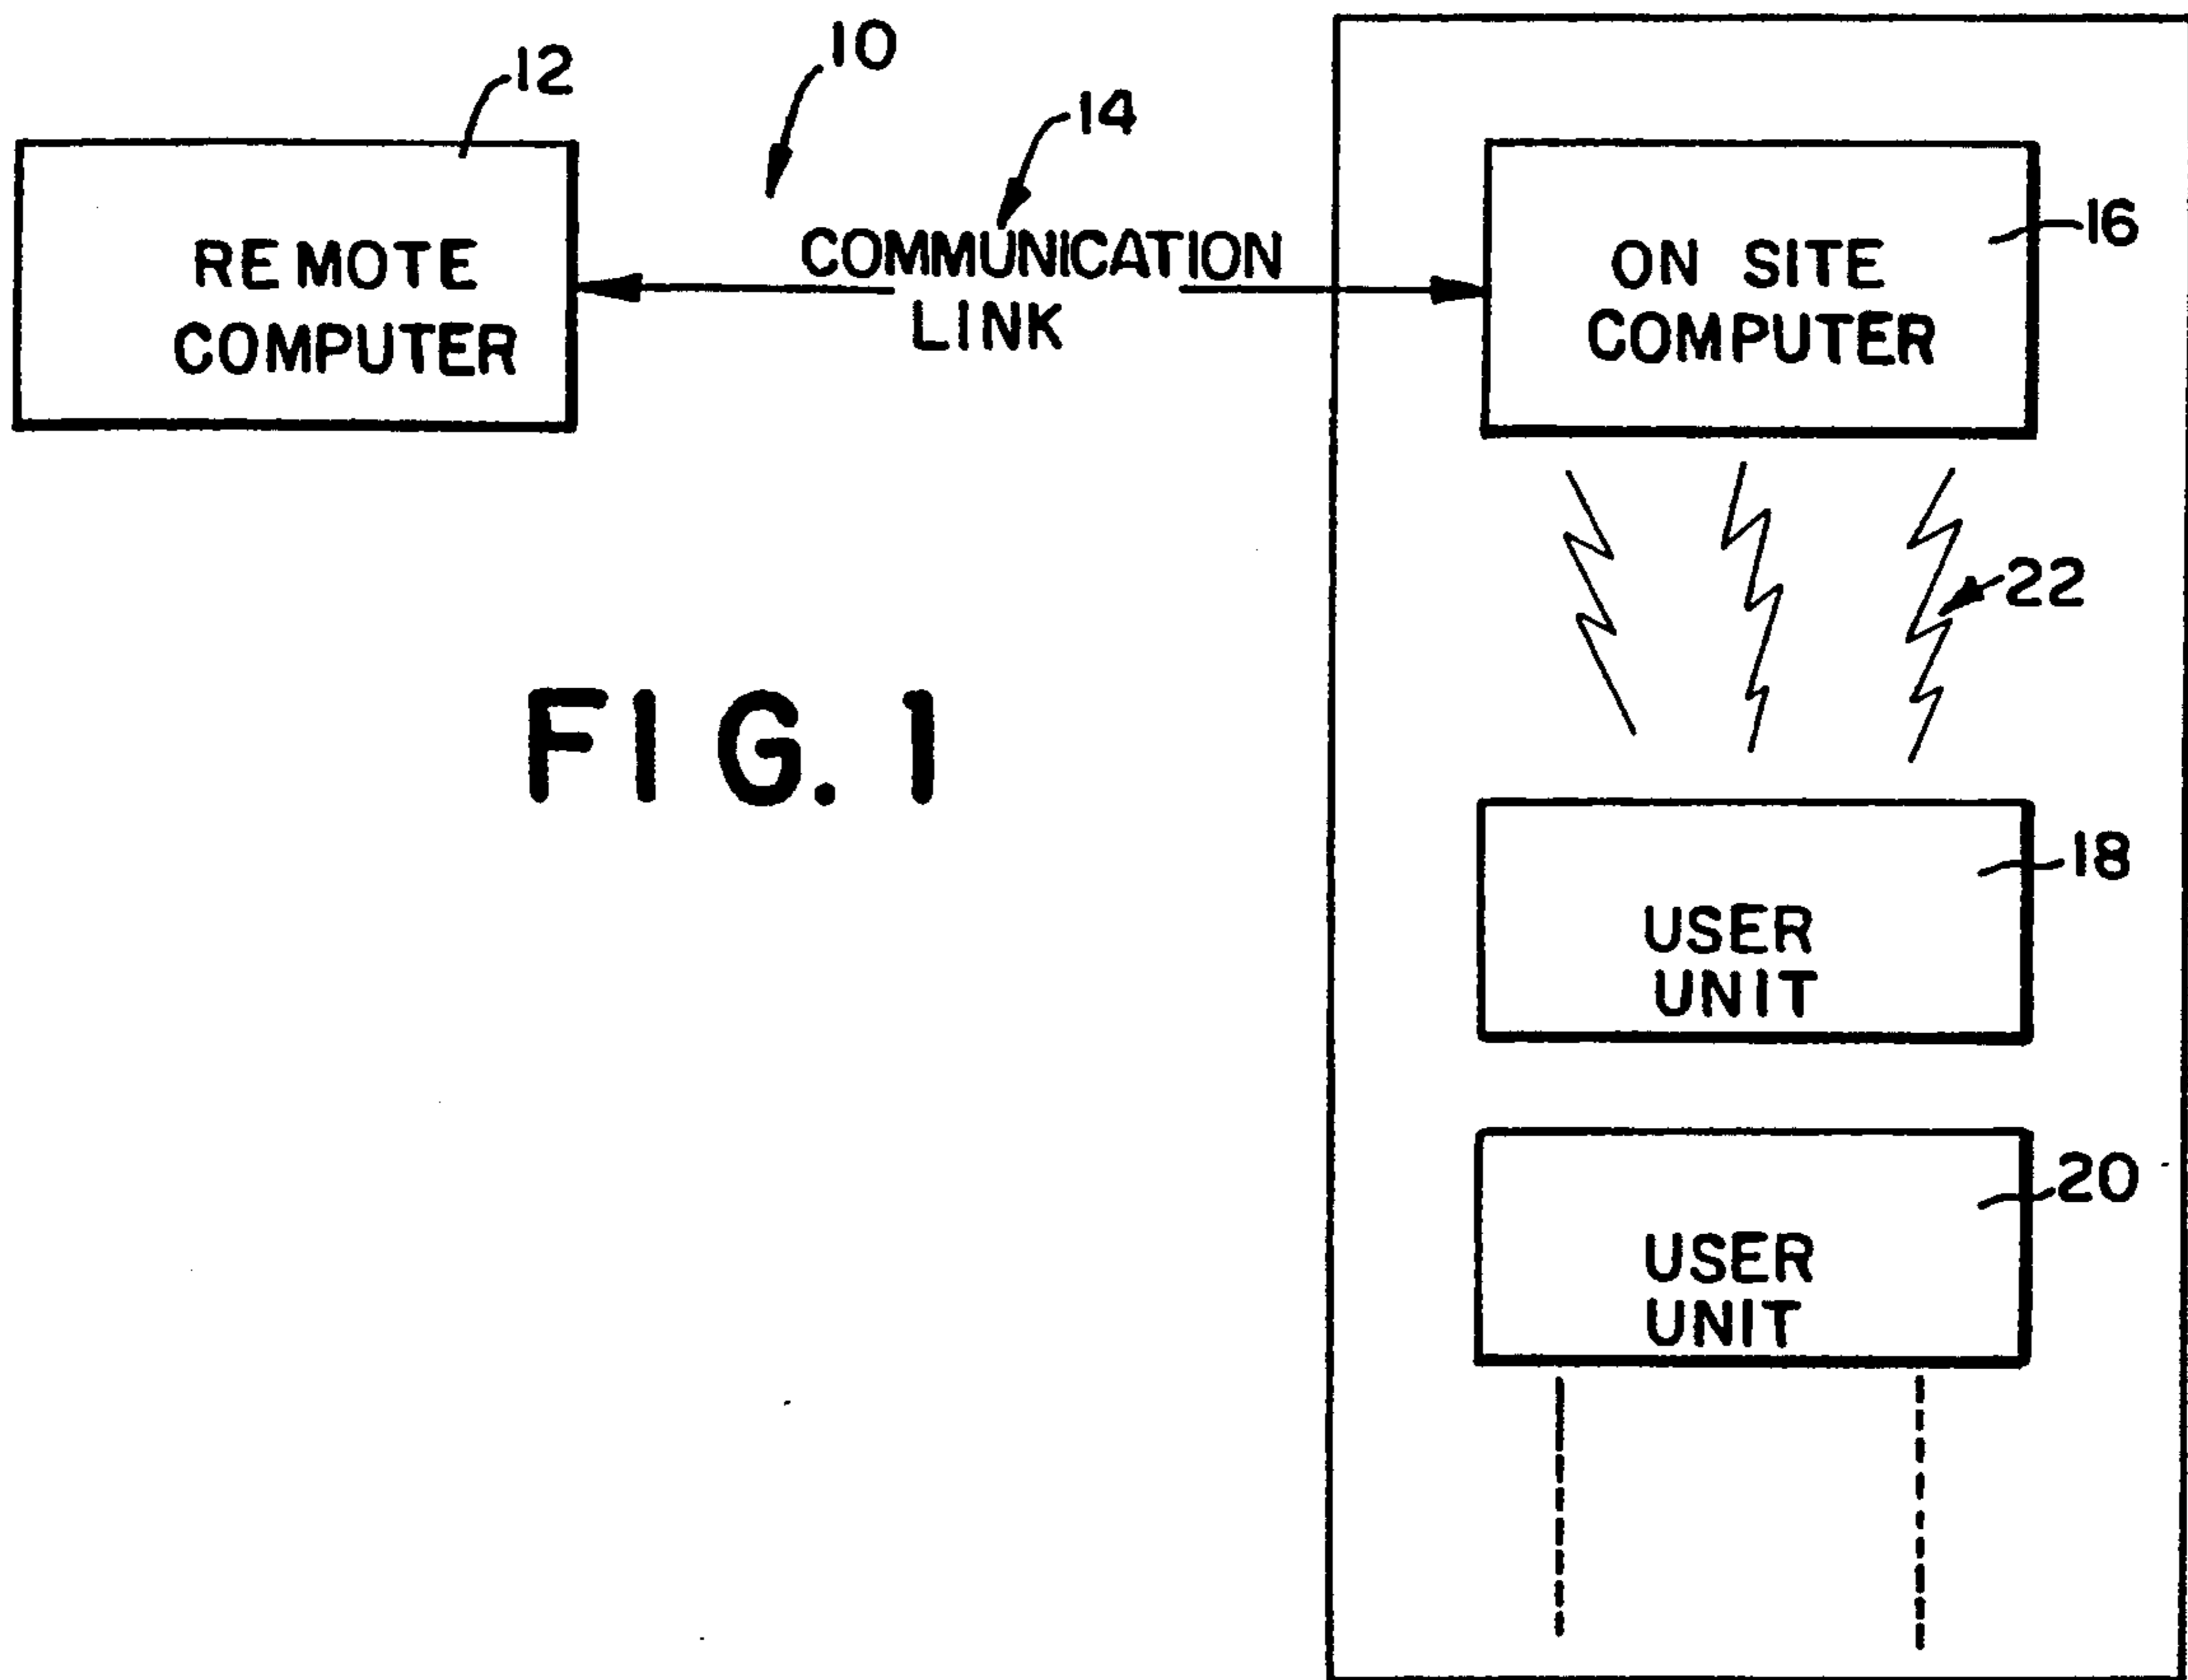 10
12
14
REMOTE
COMPUTER
COMMUNICATION
LINK
16
ON SITE
COMPUTER
22
FIG. 1
18
USER
UNIT
20
USER
UNIT